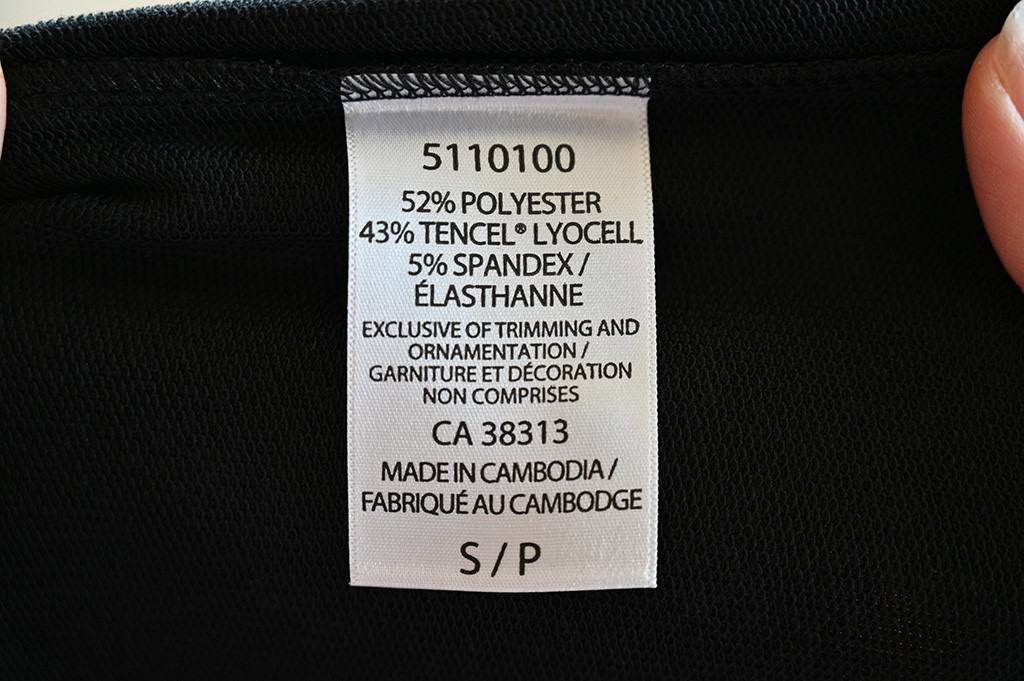 5110100
52% POLYESTER
43% TENCEL® LYOCELL
5% SPANDEX /
ÉLASTHANNE
EXCLUSIVE OF TRIMMING AND
ORNAMENTATION /
GARNITURE ET DÉCORATION
NON COMPRISES
CA 38313
MADE IN CAMBODIA /
FABRIQUÉ AU CAMBODGE
S / P